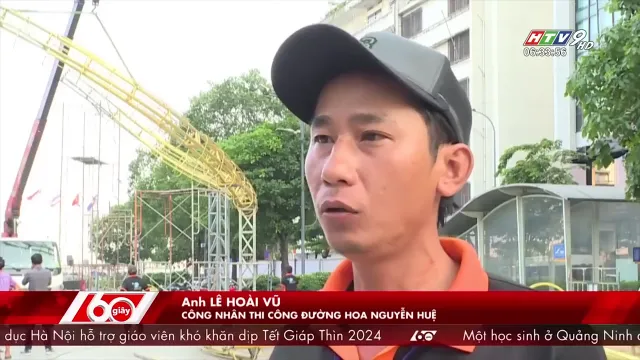 HTV9 HD
06:33:56
Anh LÊ HOÀI VŨ
CÔNG NHÂN THI CÔNG ĐƯỜNG HOA NGUYỄN HUỆ
60 giây
dục Hà Nội hỗ trợ giáo viên khó khăn dịp Tết Giáp Thìn 2024 60 Một học sinh ở Quảng Ninh